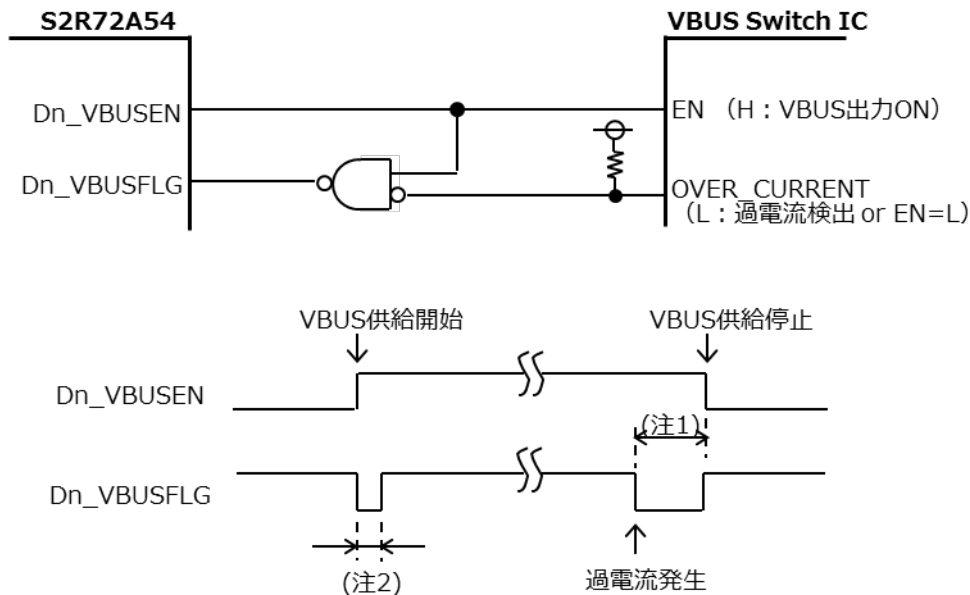 S2R72A54
VBUS Switch IC
Dn_VBUSEN
EN （H：VBUS出力ON）
Dn_VBUSFLG
OVER_CURRENT
（L：過電流検出 or EN=L）
VBUS供給開始
VBUS供給停止
Dn_VBUSEN
(注1)
Dn_VBUSFLG
(注2)
過電流発生